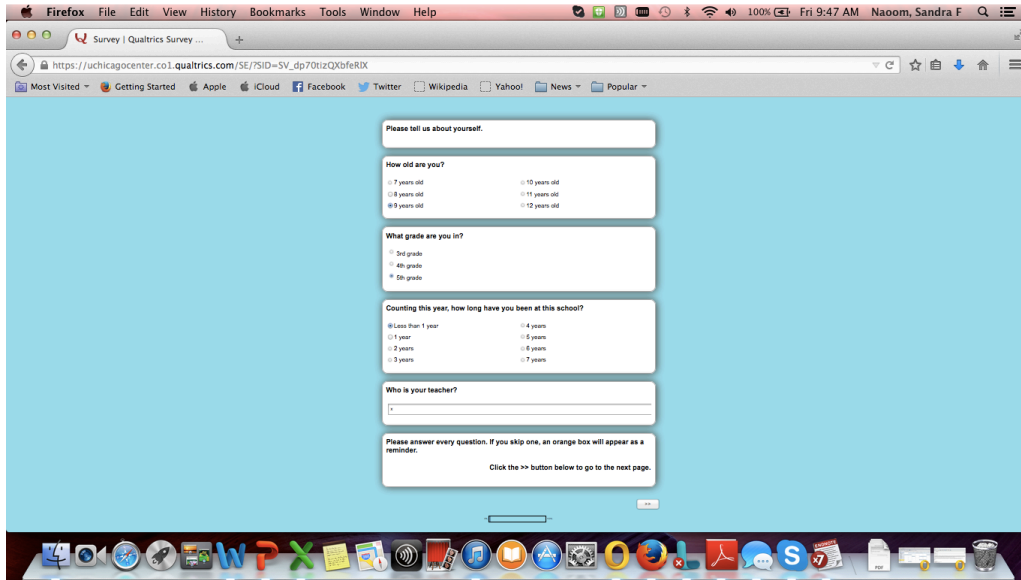 Firefox File Edit View History Bookmarks Tools Window Help 100% Fri 9:47 AM Naoom, Sandra F
Survey | Qualtrics Survey ... +
https://uchicagocenter.co1.qualtrics.com/SE/?SID=SV_dp70tizQXbfeRIX
Most Visited Getting Started Apple iCloud Facebook Twitter Wikipedia Yahoo! News Popular
Please tell us about yourself.
How old are you?
7 years old 10 years old
8 years old 11 years old
9 years old 12 years old
What grade are you in?
3rd grade
4th grade
5th grade
Counting this year, how long have you been at this school?
Less than 1 year 4 years
1 year 5 years
2 years 6 years
3 years 7 years
Who is your teacher?
Please answer every question. If you skip one, an orange box will appear as a
reminder.
Click the >> button below to go to the next page.
>>